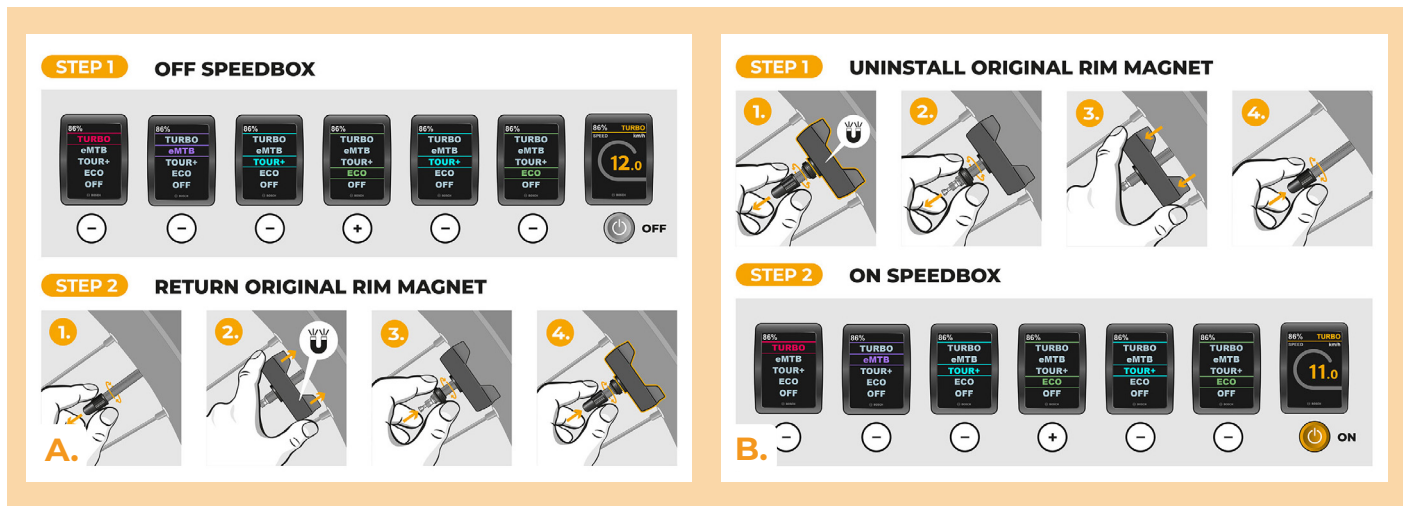 STEP 1 OFF SPEEDBOX
86% 86% 86% 86% 86% 86% 86% TURBO
TURBO TURBO TURBO TURBO TURBO TURBO SPEED km/h
eMTB eMTB eMTB eMTB eMTB eMTB
TOUR+ TOUR+ TOUR+ TOUR+ TOUR+ TOUR+ 12.0
ECO ECO ECO ECO ECO ECO
OFF OFF OFF OFF OFF OFF
− − − + − − OFF
STEP 2 RETURN ORIGINAL RIM MAGNET
1. 2. 3. 4.
A.
STEP 1 UNINSTALL ORIGINAL RIM MAGNET
1. 2. 3. 4.
STEP 2 ON SPEEDBOX
86% 86% 86% 86% 86% 86% 86% TURBO
TURBO TURBO TURBO TURBO TURBO TURBO SPEED km/h
eMTB eMTB eMTB eMTB eMTB eMTB
TOUR+ TOUR+ TOUR+ TOUR+ TOUR+ TOUR+ 11.0
ECO ECO ECO ECO ECO ECO
OFF OFF OFF OFF OFF OFF
− − − + − − ON
B.